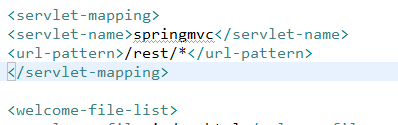 <servlet-mapping>
<servlet-name>springmvc</servlet-name>
<url-pattern>/rest/*</url-pattern>
</servlet-mapping>
<welcome-file-list>